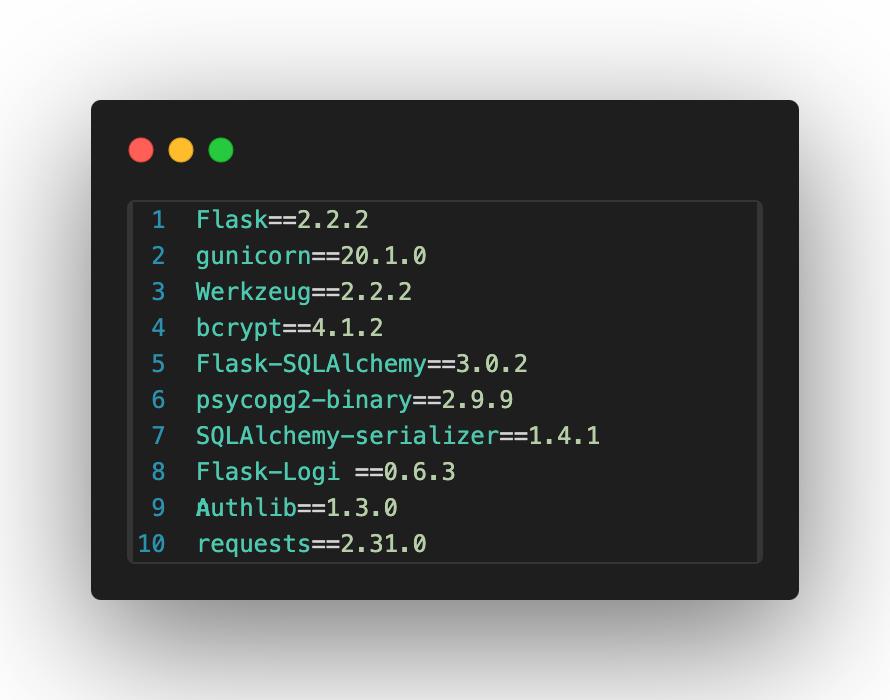 1 Flask==2.2.2
2 gunicorn==20.1.0
3 Werkzeug==2.2.2
4 bcrypt==4.1.2
5 Flask-SQLAlchemy==3.0.2
6 psycopg2-binary==2.9.9
7 SQLAlchemy-serializer==1.4.1
8 Flask-Logi ==0.6.3
9 Authlib==1.3.0
10 requests==2.31.0